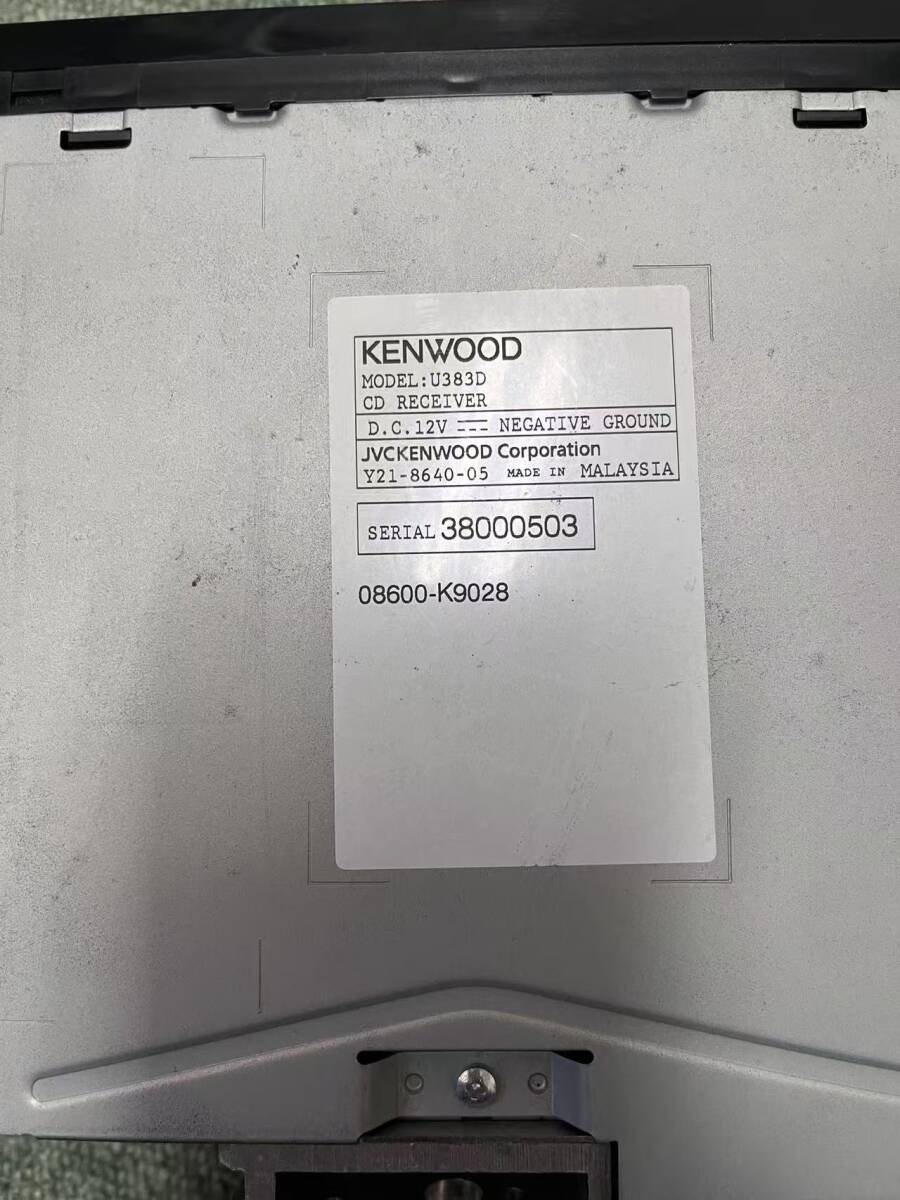 KENWOOD
MODEL:U383D
CD RECEIVER
D.C.12V ⎓ NEGATIVE GROUND
JVCKENWOOD Corporation
Y21-8640-05 MADE IN MALAYSIA
SERIAL 38000503
08600-K9028